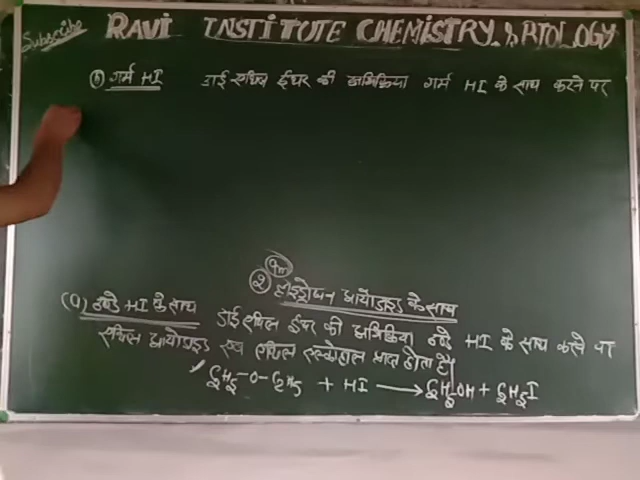 Subscribe RAVI INSTITUTE CHEMISTRY & BIOLOGY
(b) गर्म HI डाई एथिल ईथर की अभिक्रिया गर्म HI के साथ करने पर
② हाइड्रोजन आयोडाइड के साथ
(a) ठण्डे HI के साथ डाई एथिल ईथर की अभिक्रिया ठण्डे HI के साथ करने पर
एथिल आयोडाइड एवं एथिल एल्कोहाल प्राप्त होता है।
C₂H₅-O-C₂H₅ + HI ⟶ C₂H₅OH + C₂H₅I